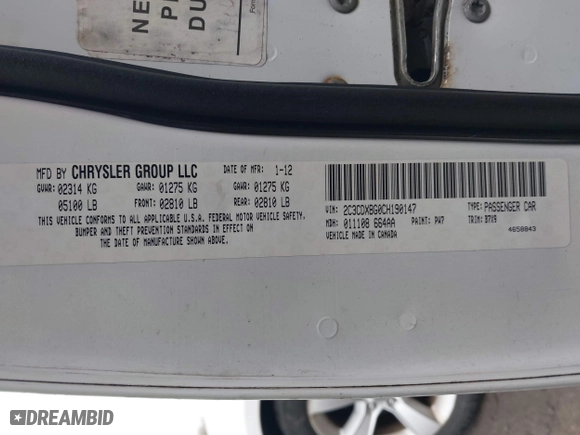 NE
PL
DU
Form
MFD BY CHRYSLER GROUP LLC DATE OF MFR: 1-12
GVWR: 02314 KG GAWR: 01275 KG GAWR: 01275 KG
05100 LB FRONT: 02810 LB REAR: 02810 LB
THIS VEHICLE CONFORMS TO ALL APPLICABLE U.S.A. FEDERAL MOTOR VEHICLE SAFETY,
BUMPER AND THEFT PREVENTION STANDARDS IN EFFECT ON
THE DATE OF MANUFACTURE SHOWN ABOVE.
VIN: 2C3CDXBG0CH190147 TYPE: PASSENGER CAR
MDH: 011108 664AA PAINT: PW7 TRIM: B7X9
VEHICLE MADE IN CANADA 4658843
DREAMBID